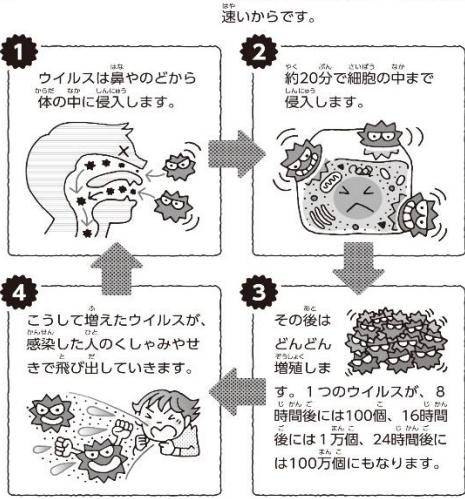 速いからです。
1
ウイルスは鼻やのどから
体の中に侵入します。
2
約20分で細胞の中まで
侵入します。
3
その後は
どんどん
増殖しま
す。1つのウイルスが、8
時間後には100個、16時間
後には1万個、24時間後に
は100万個にもなります。
4
こうして増えたウイルスが、
感染した人のくしゃみやせ
きで飛び出していきます。